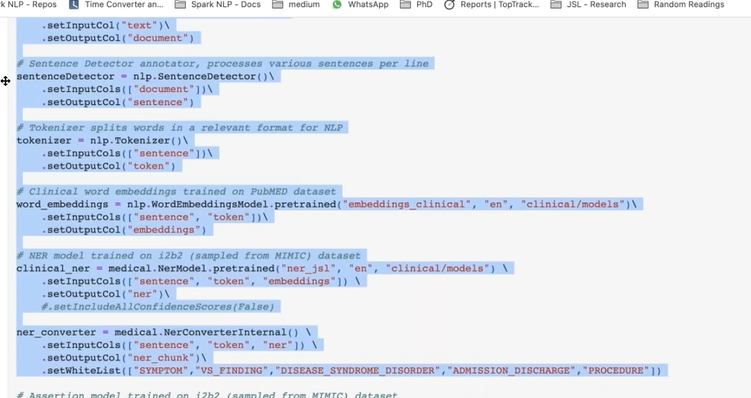 k NLP - Repos Time Converter an... Spark NLP - Docs medium WhatsApp PhD Reports | TopTrack... JSL - Research Random Readings
.setInputCol("text")\
.setOutputCol("document")
# Sentence Detector annotator, processes various sentences per line
sentenceDetector = nlp.SentenceDetector()\
.setInputCols(["document"])\
.setOutputCol("sentence")
# Tokenizer splits words in a relevant format for NLP
tokenizer = nlp.Tokenizer()\
.setInputCols(["sentence"])\
.setOutputCol("token")
# Clinical word embeddings trained on PubMED dataset
word_embeddings = nlp.WordEmbeddingsModel.pretrained("embeddings_clinical", "en", "clinical/models")\
.setInputCols(["sentence", "token"])\
.setOutputCol("embeddings")
# NER model trained on i2b2 (sampled from MIMIC) dataset
clinical_ner = medical.NerModel.pretrained("ner_jsl", "en", "clinical/models") \
.setInputCols(["sentence", "token", "embeddings"]) \
.setOutputCol("ner")\
#.setIncludeAllConfidenceScores(False)
ner_converter = medical.NerConverterInternal() \
.setInputCols(["sentence", "token", "ner"]) \
.setOutputCol("ner_chunk")\
.setWhiteList(["SYMPTOM","VS_FINDING","DISEASE_SYNDROME_DISORDER","ADMISSION_DISCHARGE","PROCEDURE"])
# Assertion model trained on i2b2 (sampled from MIMIC) dataset